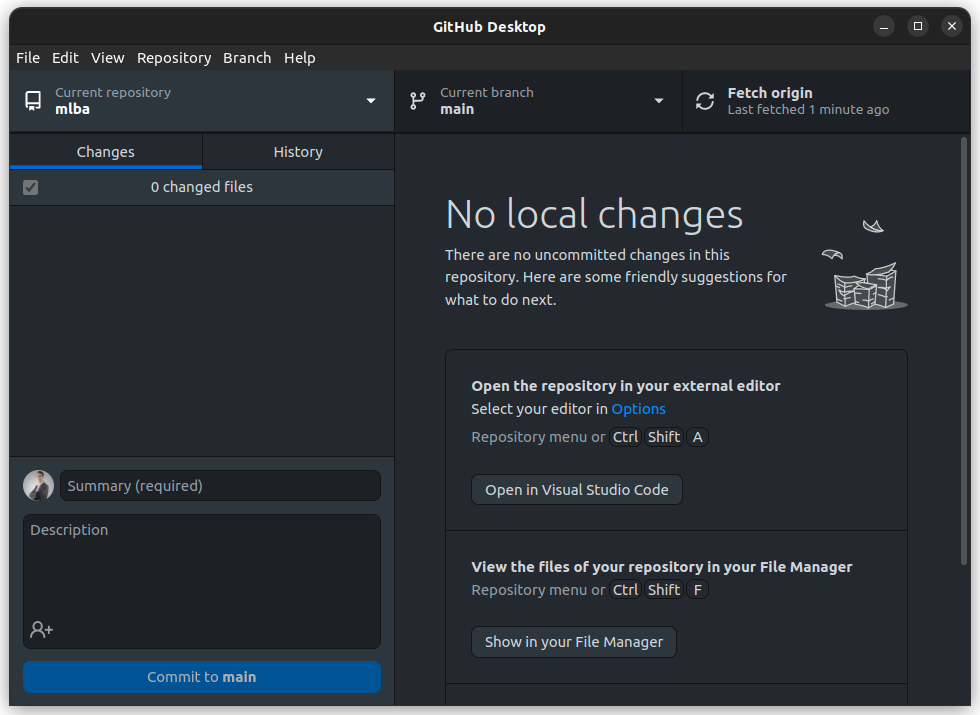 GitHub Desktop
File Edit View Repository Branch Help
Current repository
mlba
Current branch
main
Fetch origin
Last fetched 1 minute ago
Changes
History
0 changed files
No local changes
There are no uncommitted changes in this
repository. Here are some friendly suggestions for
what to do next.
Open the repository in your external editor
Select your editor in Options
Repository menu or Ctrl Shift A
Open in Visual Studio Code
View the files of your repository in your File Manager
Repository menu or Ctrl Shift F
Show in your File Manager
Summary (required)
Description
Commit to main